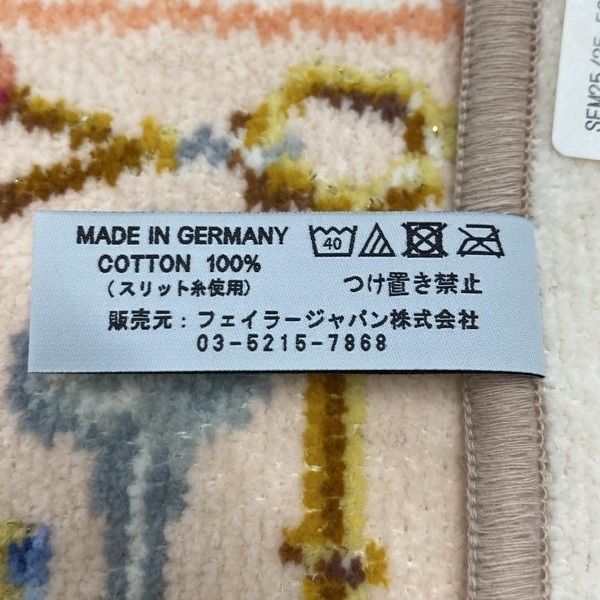 MADE IN GERMANY
40
COTTON 100%
(スリット糸使用)
つけ置き禁止
販売元：フェイラージャパン株式会社
03-5215-7868